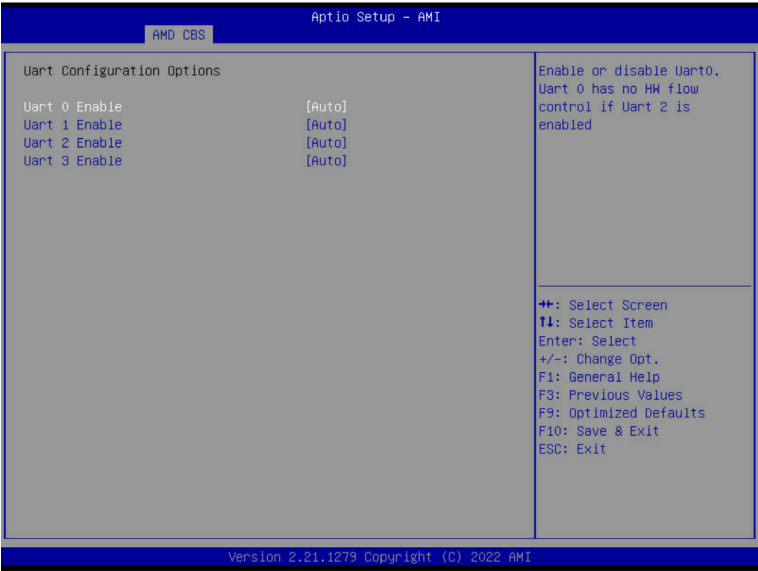 Aptio Setup – AMI
AMD CBS
Uart Configuration Options
Uart 0 Enable [Auto]
Uart 1 Enable [Auto]
Uart 2 Enable [Auto]
Uart 3 Enable [Auto]
Enable or disable Uart0.
Uart 0 has no HW flow
control if Uart 2 is
enabled
→←: Select Screen
↑↓: Select Item
Enter: Select
+/-: Change Opt.
F1: General Help
F3: Previous Values
F9: Optimized Defaults
F10: Save & Exit
ESC: Exit
Version 2.21.1279 Copyright (C) 2022 AMI